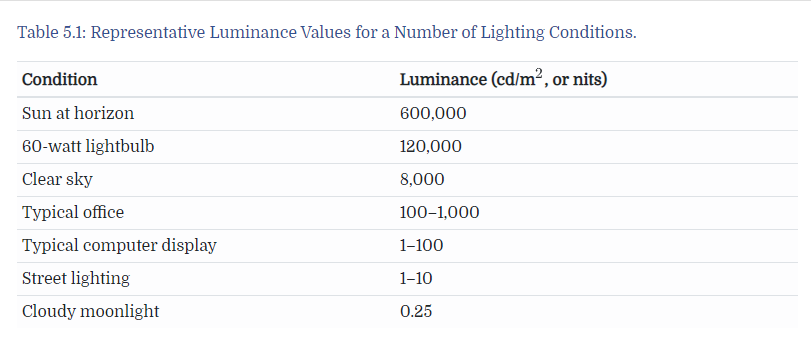 Table 5.1: Representative Luminance Values for a Number of Lighting Conditions.
Condition Luminance (cd/m², or nits)
Sun at horizon 600,000
60-watt lightbulb 120,000
Clear sky 8,000
Typical office 100–1,000
Typical computer display 1–100
Street lighting 1–10
Cloudy moonlight 0.25